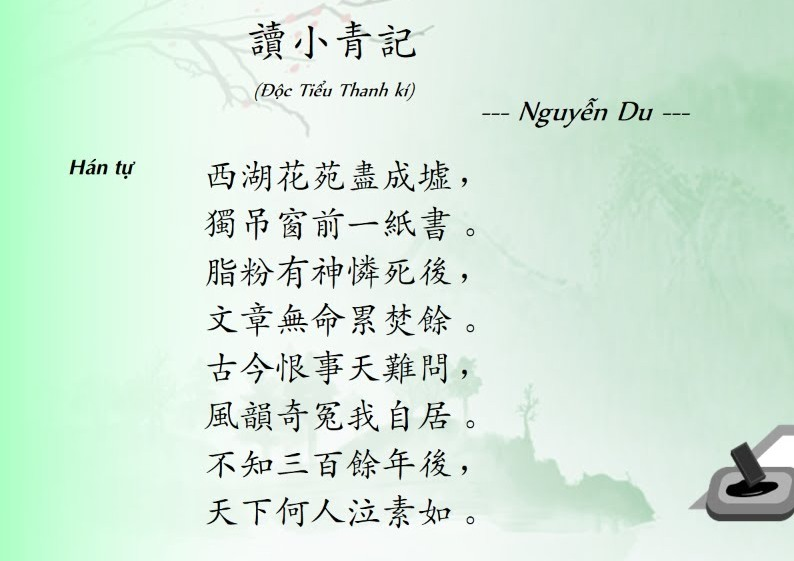 讀小青記
(Độc Tiểu Thanh kí)
--- Nguyễn Du ---
Hán tự
西湖花苑盡成墟，
獨吊窗前一紙書。
脂粉有神憐死後，
文章無命累焚餘。
古今恨事天難問，
風韻奇冤我自居。
不知三百餘年後，
天下何人泣素如。